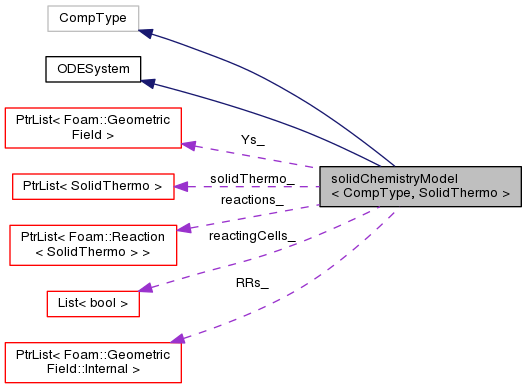 CompType
ODESystem
PtrList< Foam::Geometric
Field >
Ys_
PtrList< SolidThermo >
solidThermo_
solidChemistryModel
< CompType, SolidThermo >
reactions_
PtrList< Foam::Reaction
< SolidThermo > >
reactingCells_
List< bool >
RRs_
PtrList< Foam::Geometric
Field::Internal >